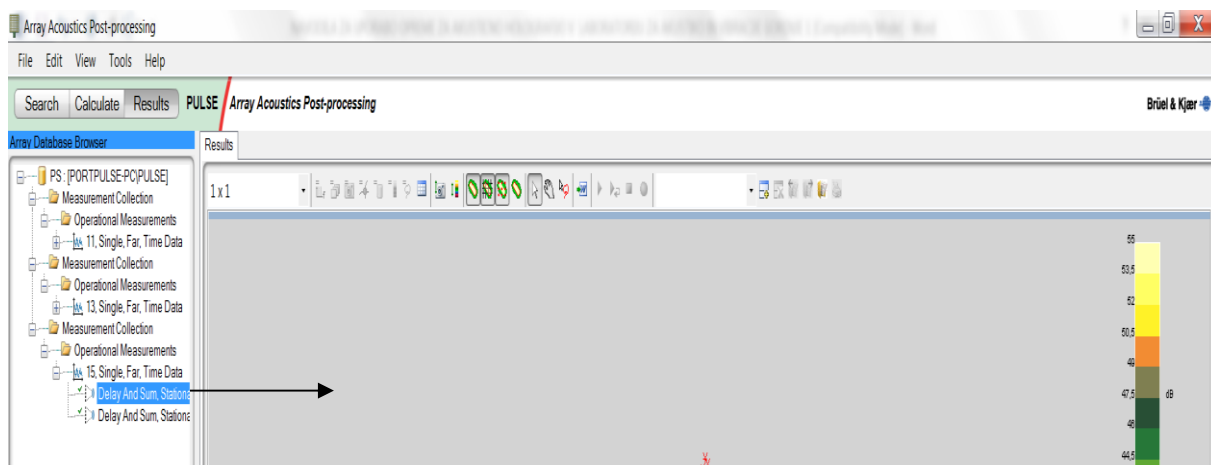 Array Acoustics Post-processing
File Edit View Tools Help
Search Calculate Results PULSE Array Acoustics Post-processing Brüel & Kjær
Array Database Browser
Results
PS : [PORTPULSE-PC\PULSE]
Measurement Collection
Operational Measurements
11, Single, Far, Time Data
Measurement Collection
Operational Measurements
13, Single, Far, Time Data
Measurement Collection
Operational Measurements
15, Single, Far, Time Data
Delay And Sum, Stationa
Delay And Sum, Stationa
1 x 1
55
53,5
52
50,5
49
47,5 dB
46
44,5